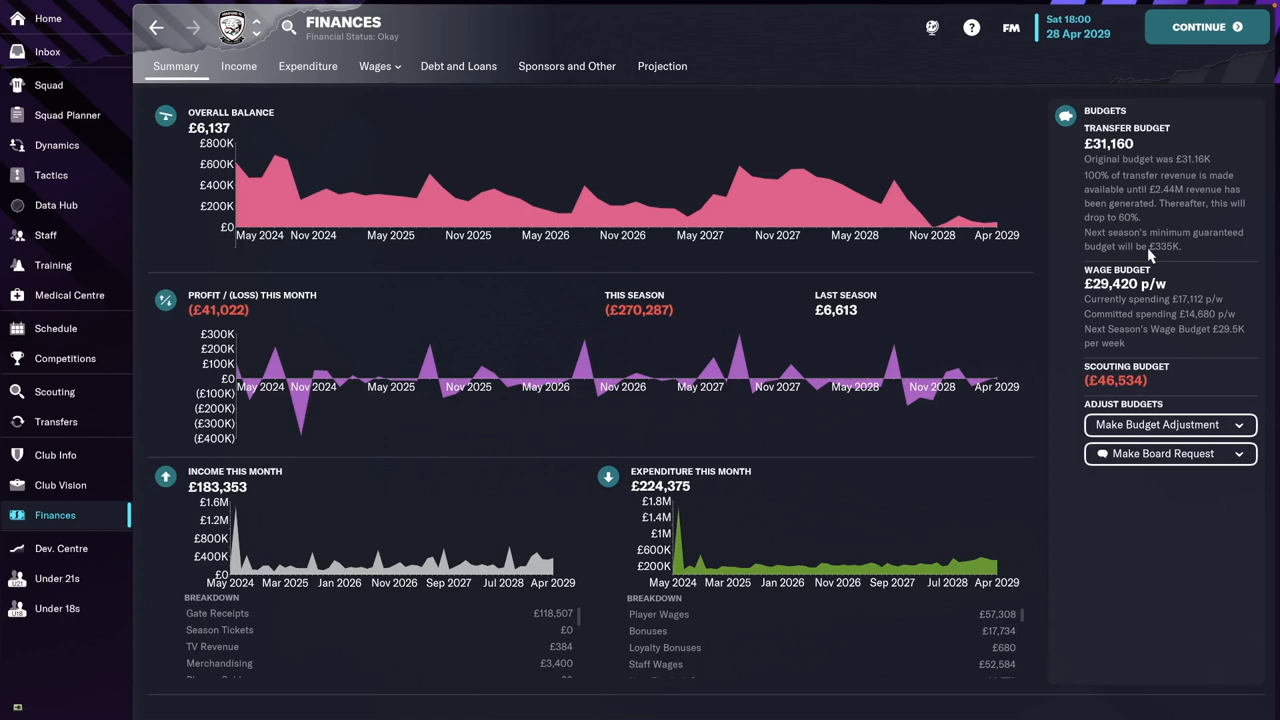 Home
Inbox
Squad
Squad Planner
Dynamics
Tactics
Data Hub
Staff
Training
Medical Centre
Schedule
Competitions
Scouting
Transfers
Club Info
Club Vision
Finances
Dev. Centre
U21
Under 21s
U18
Under 18s
FINANCES
Financial Status: Okay
FM
Sat 18:00
28 Apr 2029
CONTINUE
Summary
Income
Expenditure
Wages
Debt and Loans
Sponsors and Other
Projection
OVERALL BALANCE
£6,137
£800K
£600K
£400K
£200K
£0
May 2024 Nov 2024 May 2025 Nov 2025 May 2026 Nov 2026 May 2027 Nov 2027 May 2028 Nov 2028 Apr 2029
PROFIT / (LOSS) THIS MONTH
(£41,022)
THIS SEASON
(£270,287)
LAST SEASON
£6,613
£300K
£200K
£100K
£0
(£100K)
(£200K)
(£300K)
(£400K)
May 2024 Nov 2024 May 2025 Nov 2025 May 2026 Nov 2026 May 2027 Nov 2027 May 2028 Nov 2028 Apr 2029
INCOME THIS MONTH
£183,353
£1.6M
£1.2M
£800K
£400K
£0
May 2024 Mar 2025 Jan 2026 Nov 2026 Sep 2027 Jul 2028 Apr 2029
BREAKDOWN
Gate Receipts £118,507
Season Tickets £0
TV Revenue £384
Merchandising £3,400
EXPENDITURE THIS MONTH
£224,375
£1.8M
£1.4M
£1M
£600K
£200K
May 2024 Mar 2025 Jan 2026 Nov 2026 Sep 2027 Jul 2028 Apr 2029
BREAKDOWN
Player Wages £57,308
Bonuses £17,734
Loyalty Bonuses £680
Staff Wages £52,584
BUDGETS
TRANSFER BUDGET
£31,160
Original budget was £31.16K
100% of transfer revenue is made
available until £2.44M revenue has
been generated. Thereafter, this will
drop to 60%.
Next season's minimum guaranteed
budget will be £335K.
WAGE BUDGET
£29,420 p/w
Currently spending £17,112 p/w
Committed spending £14,680 p/w
Next Season's Wage Budget £29.5K
per week
SCOUTING BUDGET
(£46,534)
ADJUST BUDGETS
Make Budget Adjustment
Make Board Request